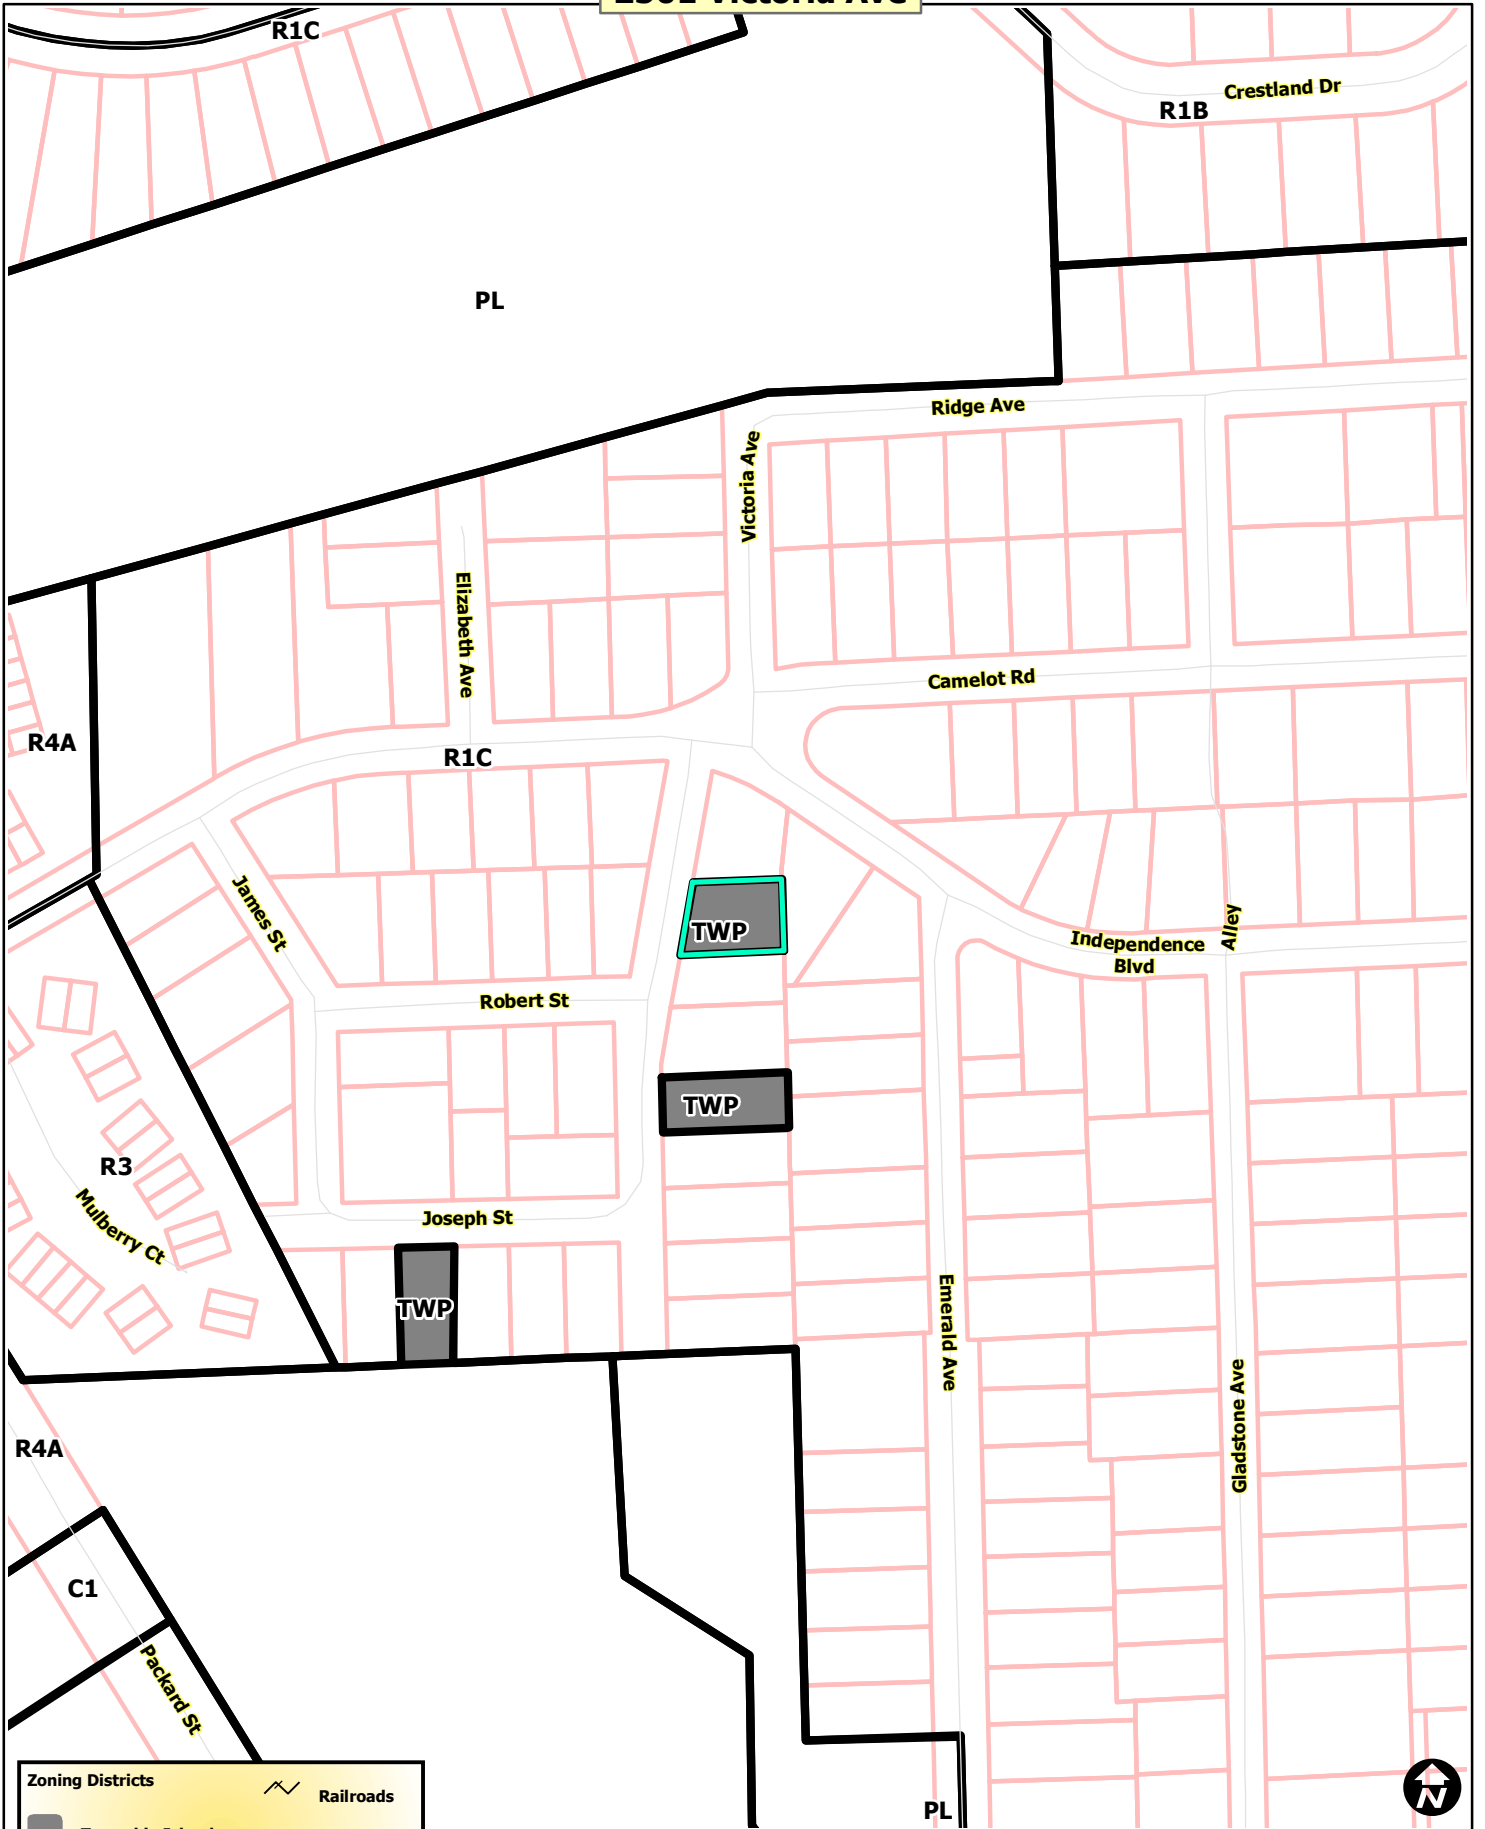 Victoria Ave
R1C
Crestland Dr
R1B
PL
Ridge Ave
Victoria Ave
Elizabeth Ave
Camelot Rd
R4A
R1C
James St
TWP
Independence
Blvd
Alley
Robert St
TWP
R3
Mulberry Ct
Joseph St
TWP
Emerald Ave
Gladstone Ave
R4A
C1
Packard St
Zoning Districts
Railroads
PL
N